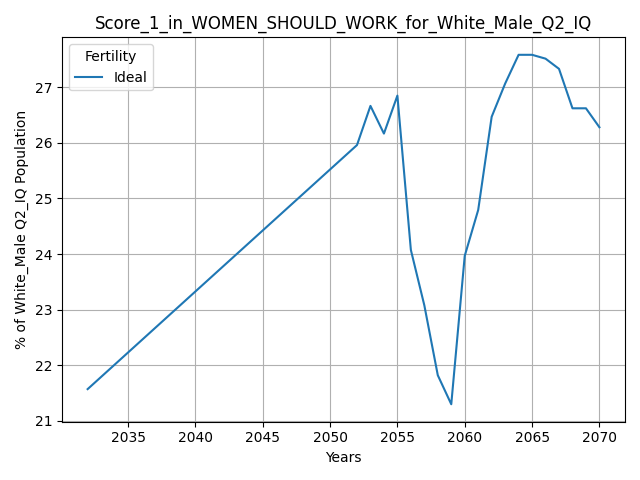 Score_1_in_WOMEN_SHOULD_WORK_for_White_Male_Q2_IQ
Fertility
Ideal
% of White_Male Q2_IQ Population
27
26
25
24
23
22
21
2035 2040 2045 2050 2055 2060 2065 2070
Years